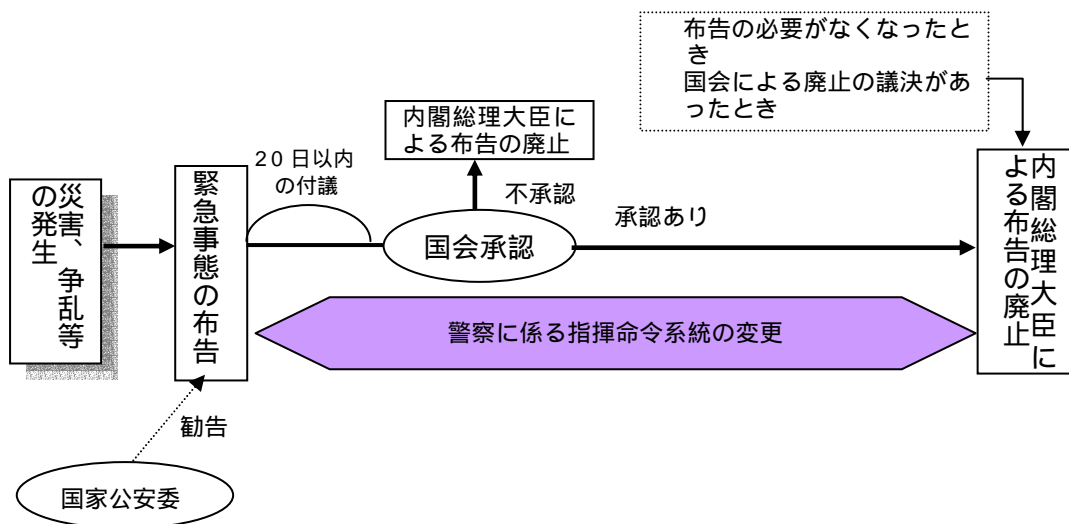 災害、争乱等
の発生
緊急事態の布告
20日以内
の付議
内閣総理大臣に
よる布告の廃止
不承認
国会承認
承認あり
布告の必要がなくなったと
き
国会による廃止の議決があ
ったとき
内閣総理大臣に
よる布告の廃止
警察に係る指揮命令系統の変更
勧告
国家公安委